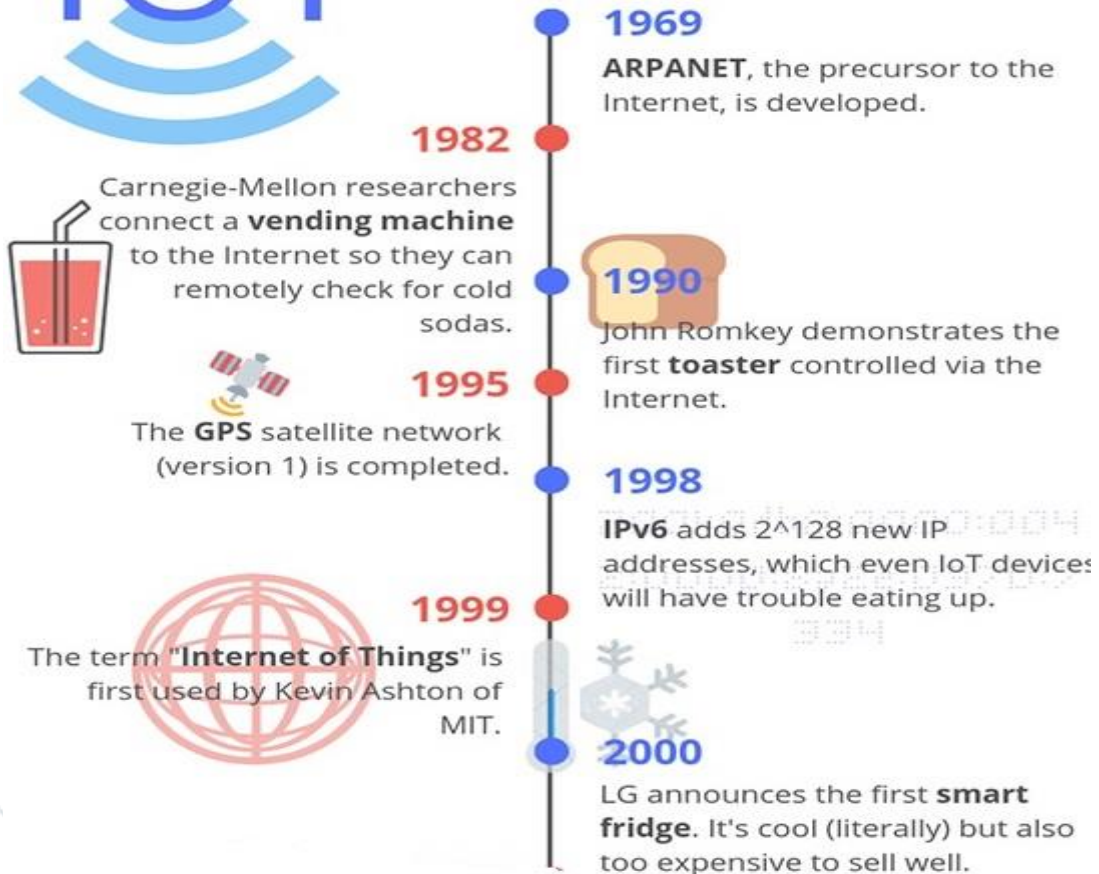 IOT
1969
ARPANET, the precursor to the
Internet, is developed.
1982
Carnegie-Mellon researchers
connect a vending machine
to the Internet so they can
remotely check for cold
sodas.
1990
John Romkey demonstrates the
first toaster controlled via the
Internet.
1995
The GPS satellite network
(version 1) is completed.
1998
IPv6 adds 2^128 new IP
addresses, which even IoT devices
will have trouble eating up.
334
1999
The term "Internet of Things" is
first used by Kevin Ashton of
MIT.
2000
LG announces the first smart
fridge. It's cool (literally) but also
too expensive to sell well.